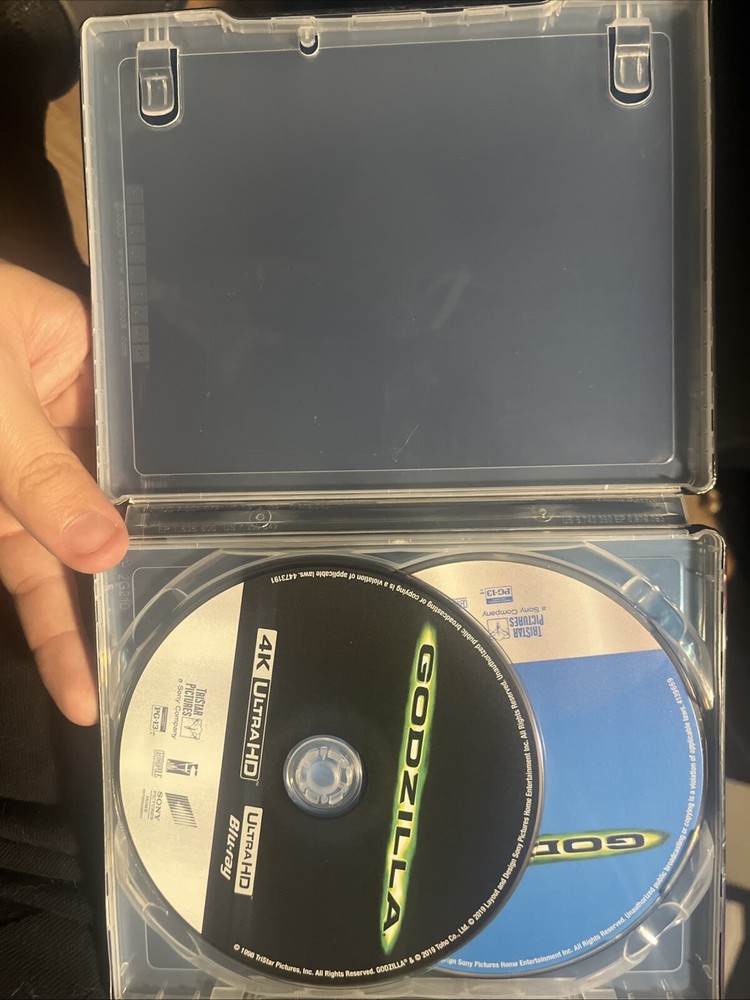 GODZILLA
4K ULTRA HD
ULTRA HD
Blu-ray
TRISTAR
PICTURES
a Sony Company
PG-13
SONY
PICTURES
Unauthorized public broadcasting or copying is a violation of applicable laws. 4473191
© 1998 TriStar Pictures, Inc. All Rights Reserved. GODZILLA® & © 2019 Toho Co., Ltd. © 2019 Layout and Design Sony Pictures Home Entertainment Inc. All Rights Reserved.
GOD
TRISTAR
PICTURES
a Sony Company
PG-13
Design Sony Pictures Home Entertainment Inc. All Rights Reserved. Unauthorized public broadcasting or copying is a violation of applicable laws.